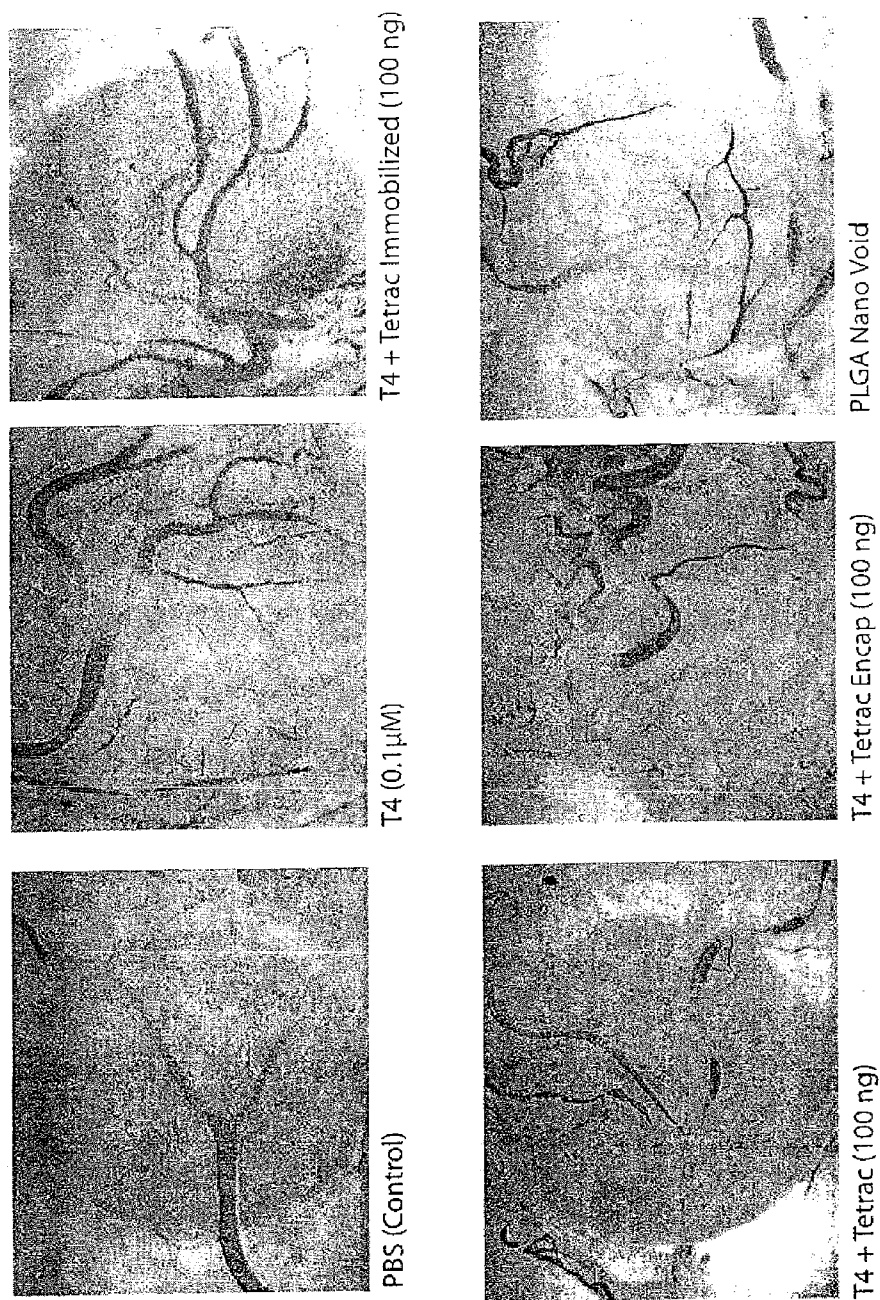 PBS (Control)
T4 (0.1µM)
T4 + Tetrac Immobilized (100 ng)
T4 + Tetrac (100 ng)
T4 + Tetrac Encap (100 ng)
PLGA Nano Void